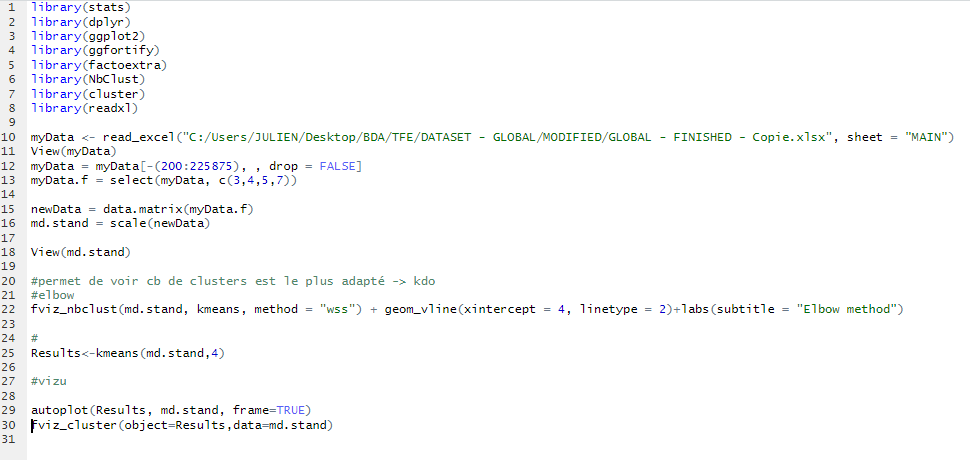 1 library(stats)
2 library(dplyr)
3 library(ggplot2)
4 library(ggfortify)
5 library(factoextra)
6 library(NbClust)
7 library(cluster)
8 library(readxl)
9
10 myData <- read_excel("C:/Users/JULIEN/Desktop/BDA/TFE/DATASET - GLOBAL/MODIFIED/GLOBAL - FINISHED - Copie.xlsx", sheet = "MAIN")
11 View(myData)
12 myData = myData[-(200:225875), , drop = FALSE]
13 myData.f = select(myData, c(3,4,5,7))
14
15 newData = data.matrix(myData.f)
16 md.stand = scale(newData)
17
18 View(md.stand)
19
20 #permet de voir cb de clusters est le plus adapté -> kdo
21 #elbow
22 fviz_nbclust(md.stand, kmeans, method = "wss") + geom_vline(xintercept = 4, linetype = 2)+labs(subtitle = "Elbow method")
23
24 #
25 Results<-kmeans(md.stand,4)
26
27 #vizu
28
29 autoplot(Results, md.stand, frame=TRUE)
30 fviz_cluster(object=Results,data=md.stand)
31